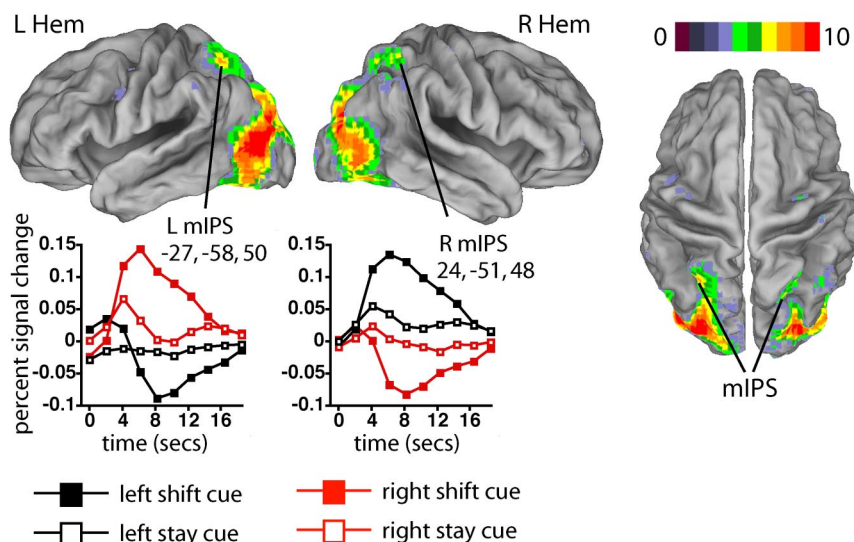 L Hem
R Hem
0
10
L mIPS
-27, -58, 50
R mIPS
24, -51, 48
mIPS
percent signal change
0.15
0.1
0.05
0
-0.05
-0.1
0 4 8 12 16
time (secs)
0.15
0.1
0.05
0
-0.05
-0.1
0 4 8 12 16
time (secs)
left shift cue
right shift cue
left stay cue
right stay cue